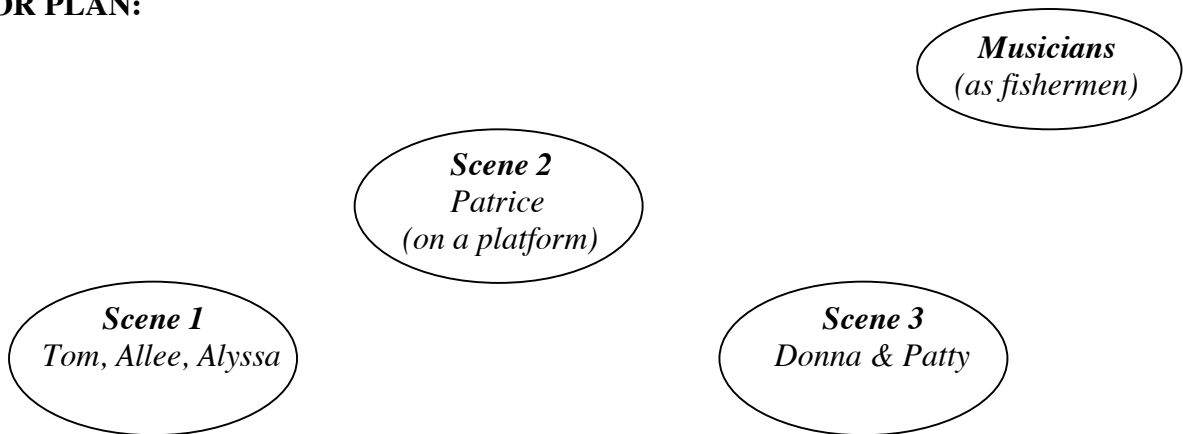 OR PLAN:
Musicians
(as fishermen)
Scene 2
Patrice
(on a platform)
Scene 1
Tom, Allee, Alyssa
Scene 3
Donna & Patty